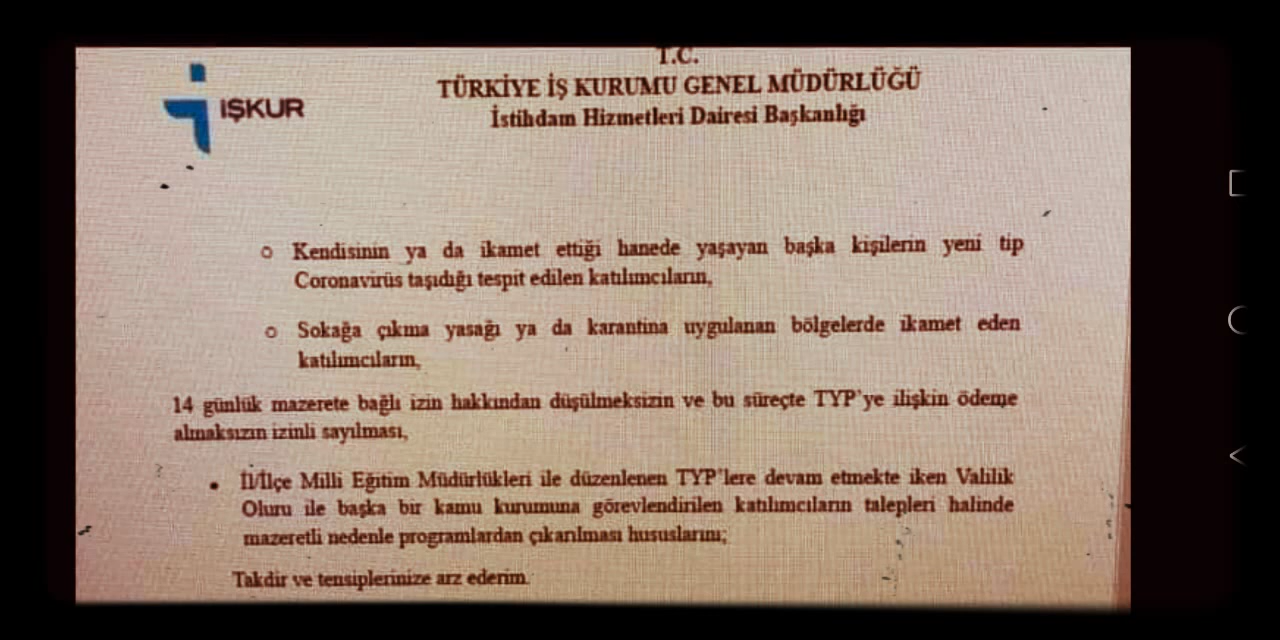 T.C.
TÜRKİYE İŞ KURUMU GENEL MÜDÜRLÜĞÜ
İŞKUR
İstihdam Hizmetleri Dairesi Başkanlığı
o Kendisinin ya da ikamet ettiği hanede yaşayan başka kişilerin yeni tip
Coronavirüs taşıdığı tespit edilen katılımcıların,
o Sokağa çıkma yasağı ya da karantina uygulanan bölgelerde ikamet eden
katılımcıların,
14 günlük mazerete bağlı izin hakkından düşülmeksizin ve bu süreçte TYP'ye ilişkin ödeme
almaksızın izinli sayılması,
• İl/İlçe Milli Eğitim Müdürlükleri ile düzenlenen TYP'lere devam etmekte iken Valilik
Oluru ile başka bir kamu kurumuna görevlendirilen katılımcıların talepleri halinde
mazeretli nedenle programlardan çıkarılması hususlarını;
Takdir ve tensiplerinize arz ederim.